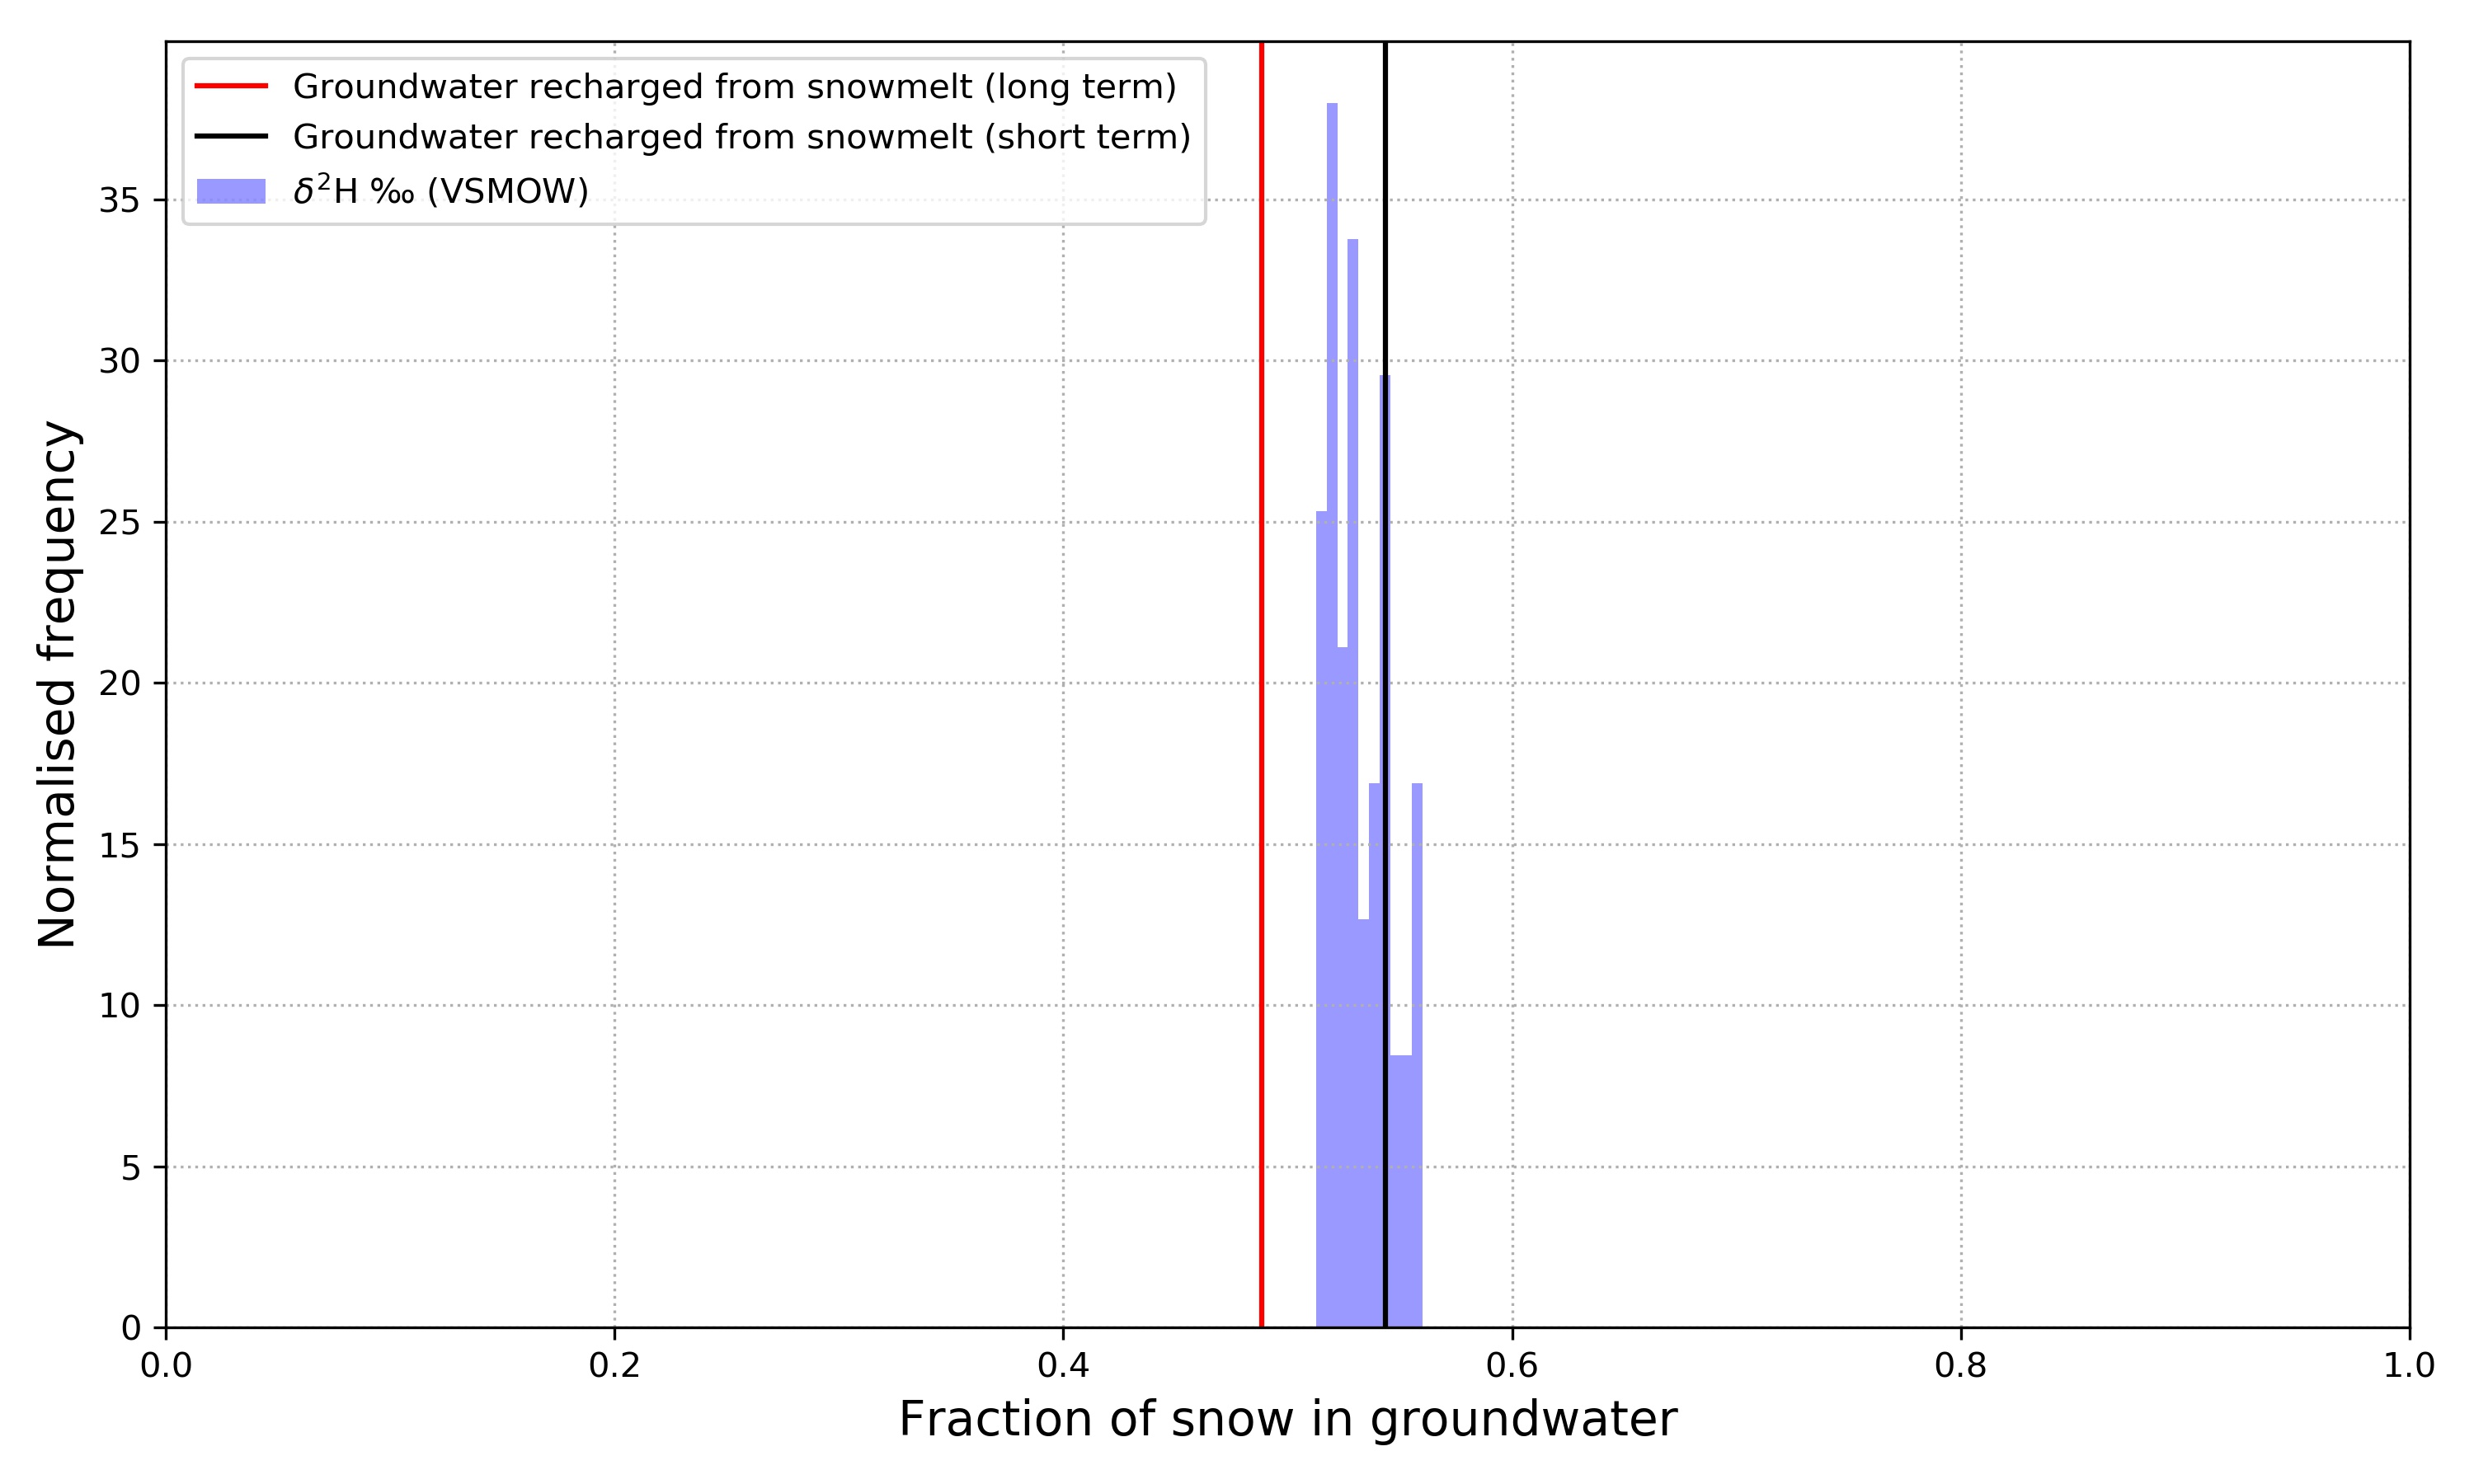 Groundwater recharged from snowmelt (long term)
Groundwater recharged from snowmelt (short term)
δ²H ‰ (VSMOW)
35
30
25
20
15
10
5
0
Normalised frequency
0.0 0.2 0.4 0.6 0.8 1.0
Fraction of snow in groundwater